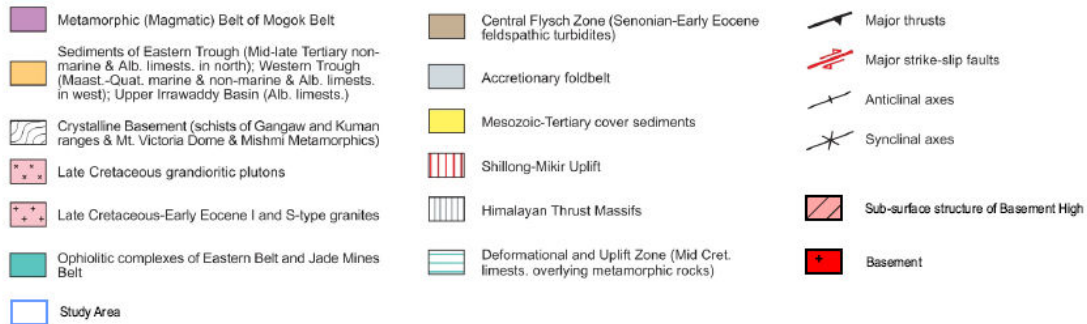 Metamorphic (Magmatic) Belt of Mogok Belt
Sediments of Eastern Trough (Mid-late Tertiary non-
marine & Alb. limests. in north); Western Trough
(Maast.-Quat. marine & non-marine & Alb. limests.
in west); Upper Irrawaddy Basin (Alb. limests.)
Crystalline Basement (schists of Gangaw and Kuman
ranges & Mt. Victoria Dome & Mishmi Metamorphics)
Late Cretaceous grandioritic plutons
Late Cretaceous-Early Eocene I and S-type granites
Ophiolitic complexes of Eastern Belt and Jade Mines
Belt
Study Area
Central Flysch Zone (Senonian-Early Eocene
feldspathic turbidites)
Accretionary foldbelt
Mesozoic-Tertiary cover sediments
Shillong-Mikir Uplift
Himalayan Thrust Massifs
Deformational and Uplift Zone (Mid Cret.
limests. overlying metamorphic rocks)
Major thrusts
Major strike-slip faults
Anticlinal axes
Synclinal axes
Sub-surface structure of Basement High
Basement